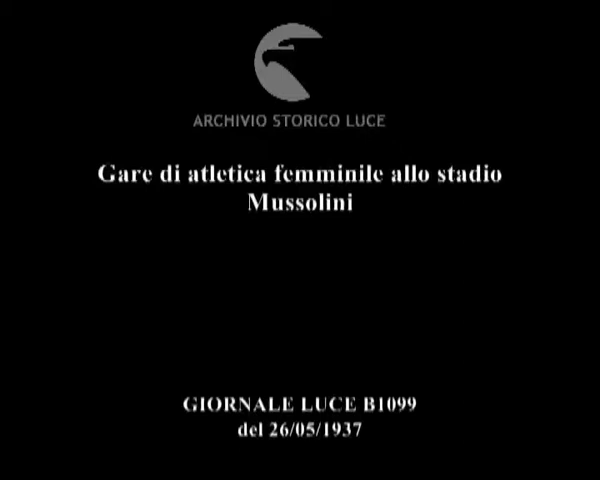 ARCHIVIO STORICO LUCE
Gare di atletica femminile allo stadio
Mussolini
GIORNALE LUCE B1099
del 26/05/1937